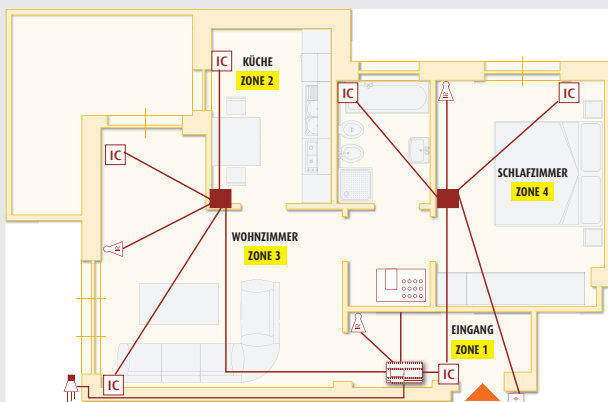 IC
KÜCHE
ZONE 2
IC
IC
IC
SCHLAFZIMMER
ZONE 4
WOHNZIMMER
ZONE 3
EINGANG
ZONE 1
IC
IC